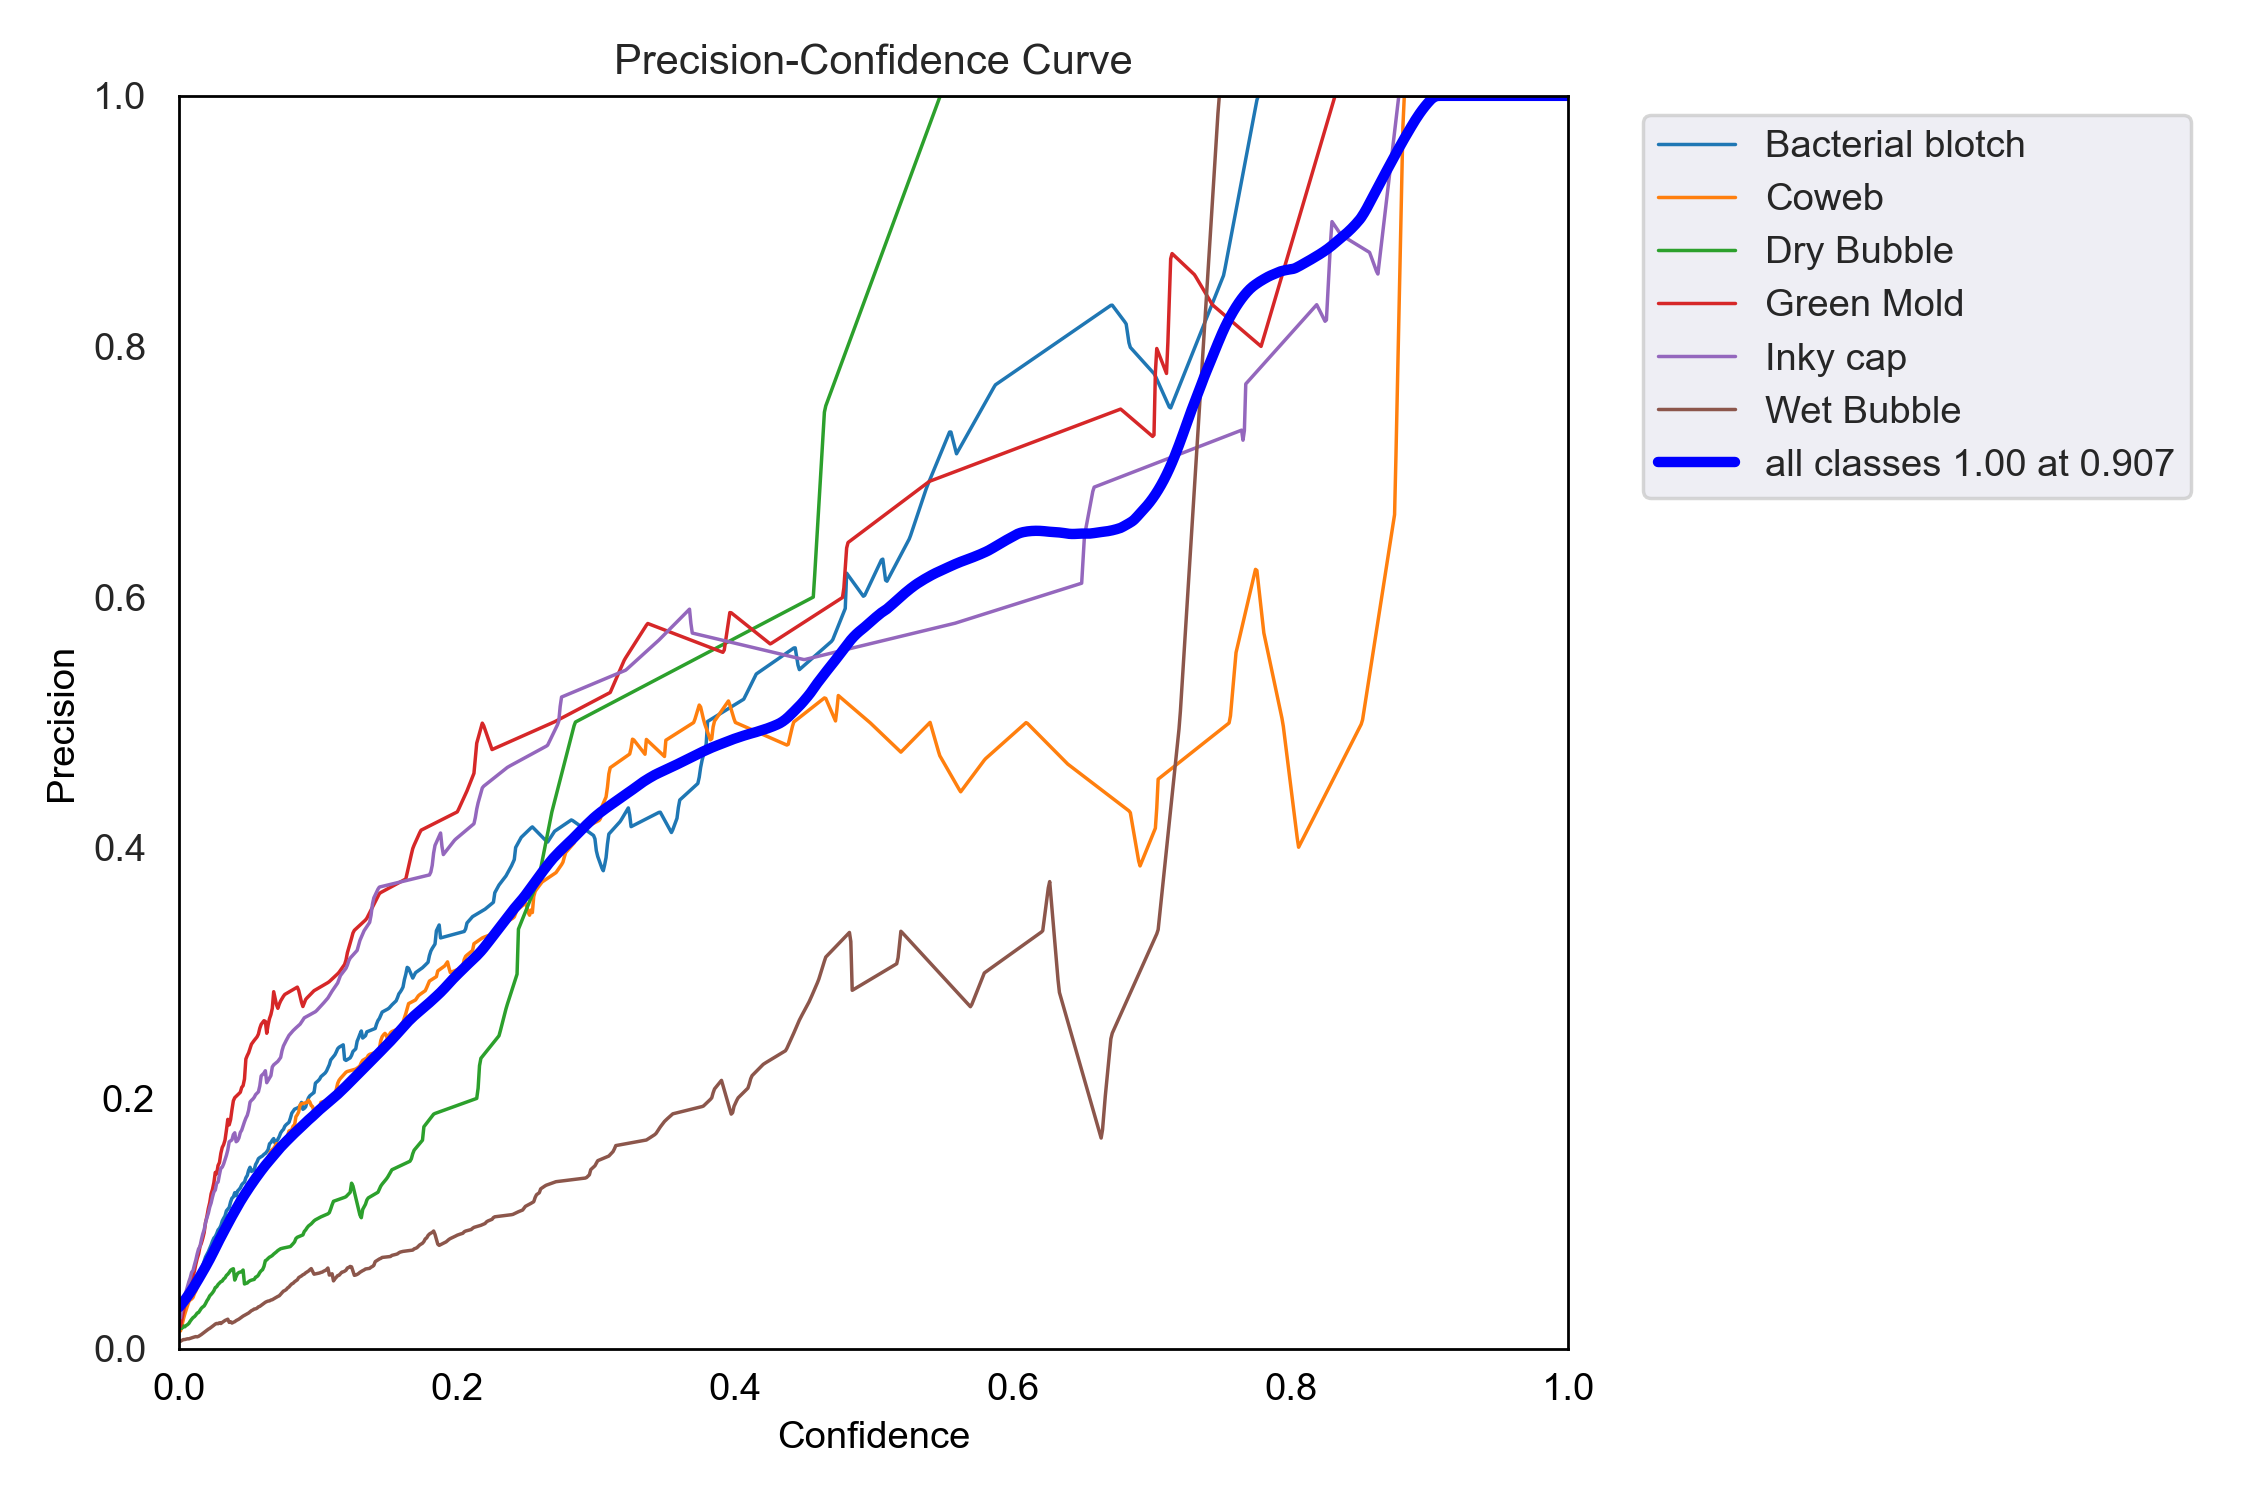 Precision-Confidence Curve
1.0
0.8
0.6
0.4
0.2
0.0
Precision
0.0 0.2 0.4 0.6 0.8 1.0
Confidence
Bacterial blotch
Coweb
Dry Bubble
Green Mold
Inky cap
Wet Bubble
all classes 1.00 at 0.907